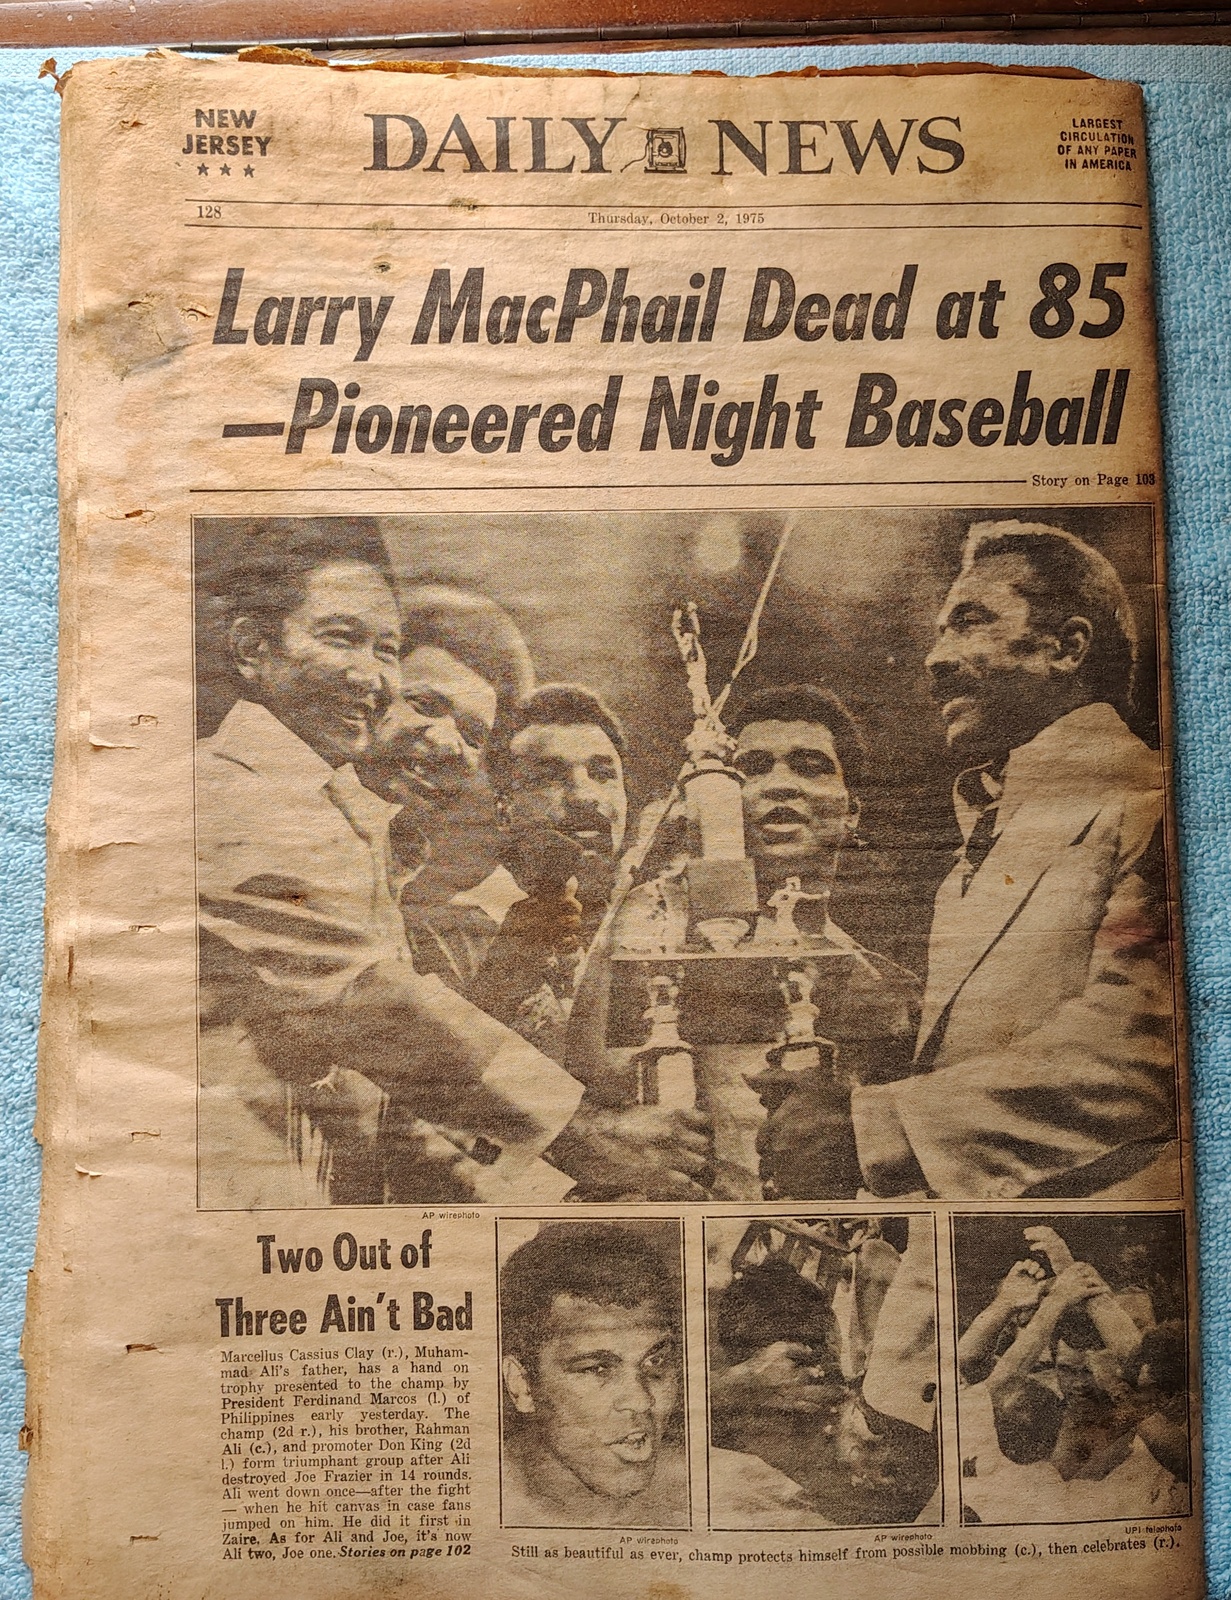 NEW
JERSEY
★ ★ ★
DAILY NEWS
LARGEST
CIRCULATION
OF ANY PAPER
IN AMERICA
128
Thursday, October 2, 1975
Larry MacPhail Dead at 85
—Pioneered Night Baseball
Story on Page 103
AP wirephoto
Two Out of
Three Ain't Bad
Marcellus Cassius Clay (r.), Muham-
mad Ali's father, has a hand on
trophy presented to the champ by
President Ferdinand Marcos (l.) of
Philippines early yesterday. The
champ (2d r.), his brother, Rahman
Ali (c.), and promoter Don King (2d
l.) form triumphant group after Ali
destroyed Joe Frazier in 14 rounds.
Ali went down once—after the fight
— when he hit canvas in case fans
jumped on him. He did it first in
Zaire. As for Ali and Joe, it's now
Ali two, Joe one. Stories on page 102
AP wirephoto
AP wirephoto
UPI telephoto
Still as beautiful as ever, champ protects himself from possible mobbing (c.), then celebrates (r.).